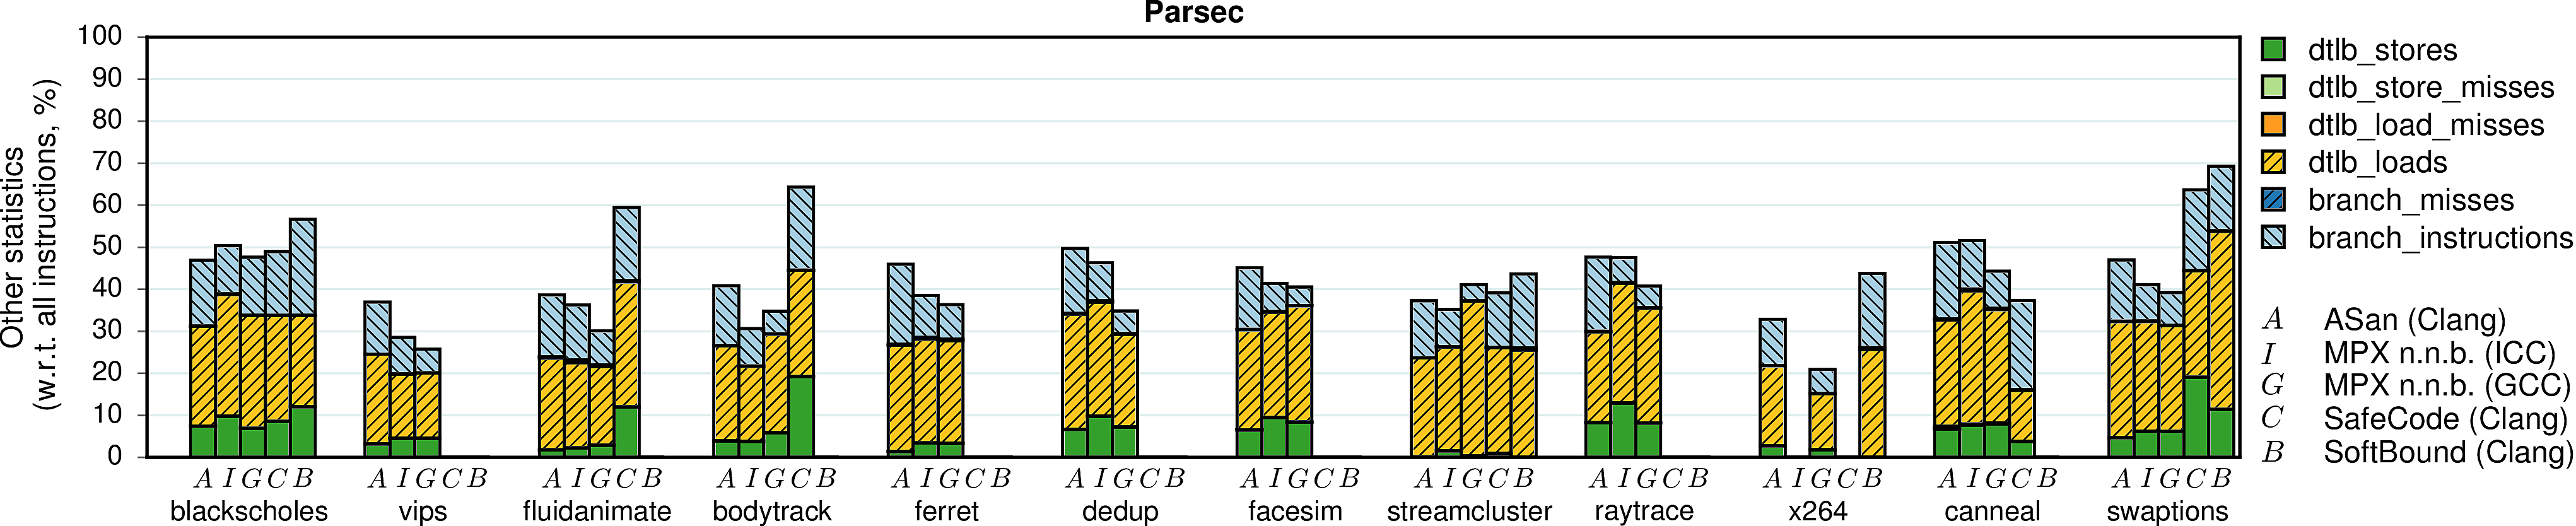 Parsec
Other statistics
(w.r.t. all instructions, %)
100
90
80
70
60
50
40
30
20
10
0
A I G C B
A I G C B
A I G C B
A I G C B
A I G C B
A I G C B
A I G C B
A I G C B
A I G C B
A I G C B
A I G C B
A I G C B
blackscholes
vips
fluidanimate
bodytrack
ferret
dedup
facesim
streamcluster
raytrace
x264
canneal
swaptions
dtlb_stores
dtlb_store_misses
dtlb_load_misses
dtlb_loads
branch_misses
branch_instructions
A ASan (Clang)
I MPX n.n.b. (ICC)
G MPX n.n.b. (GCC)
C SafeCode (Clang)
B SoftBound (Clang)